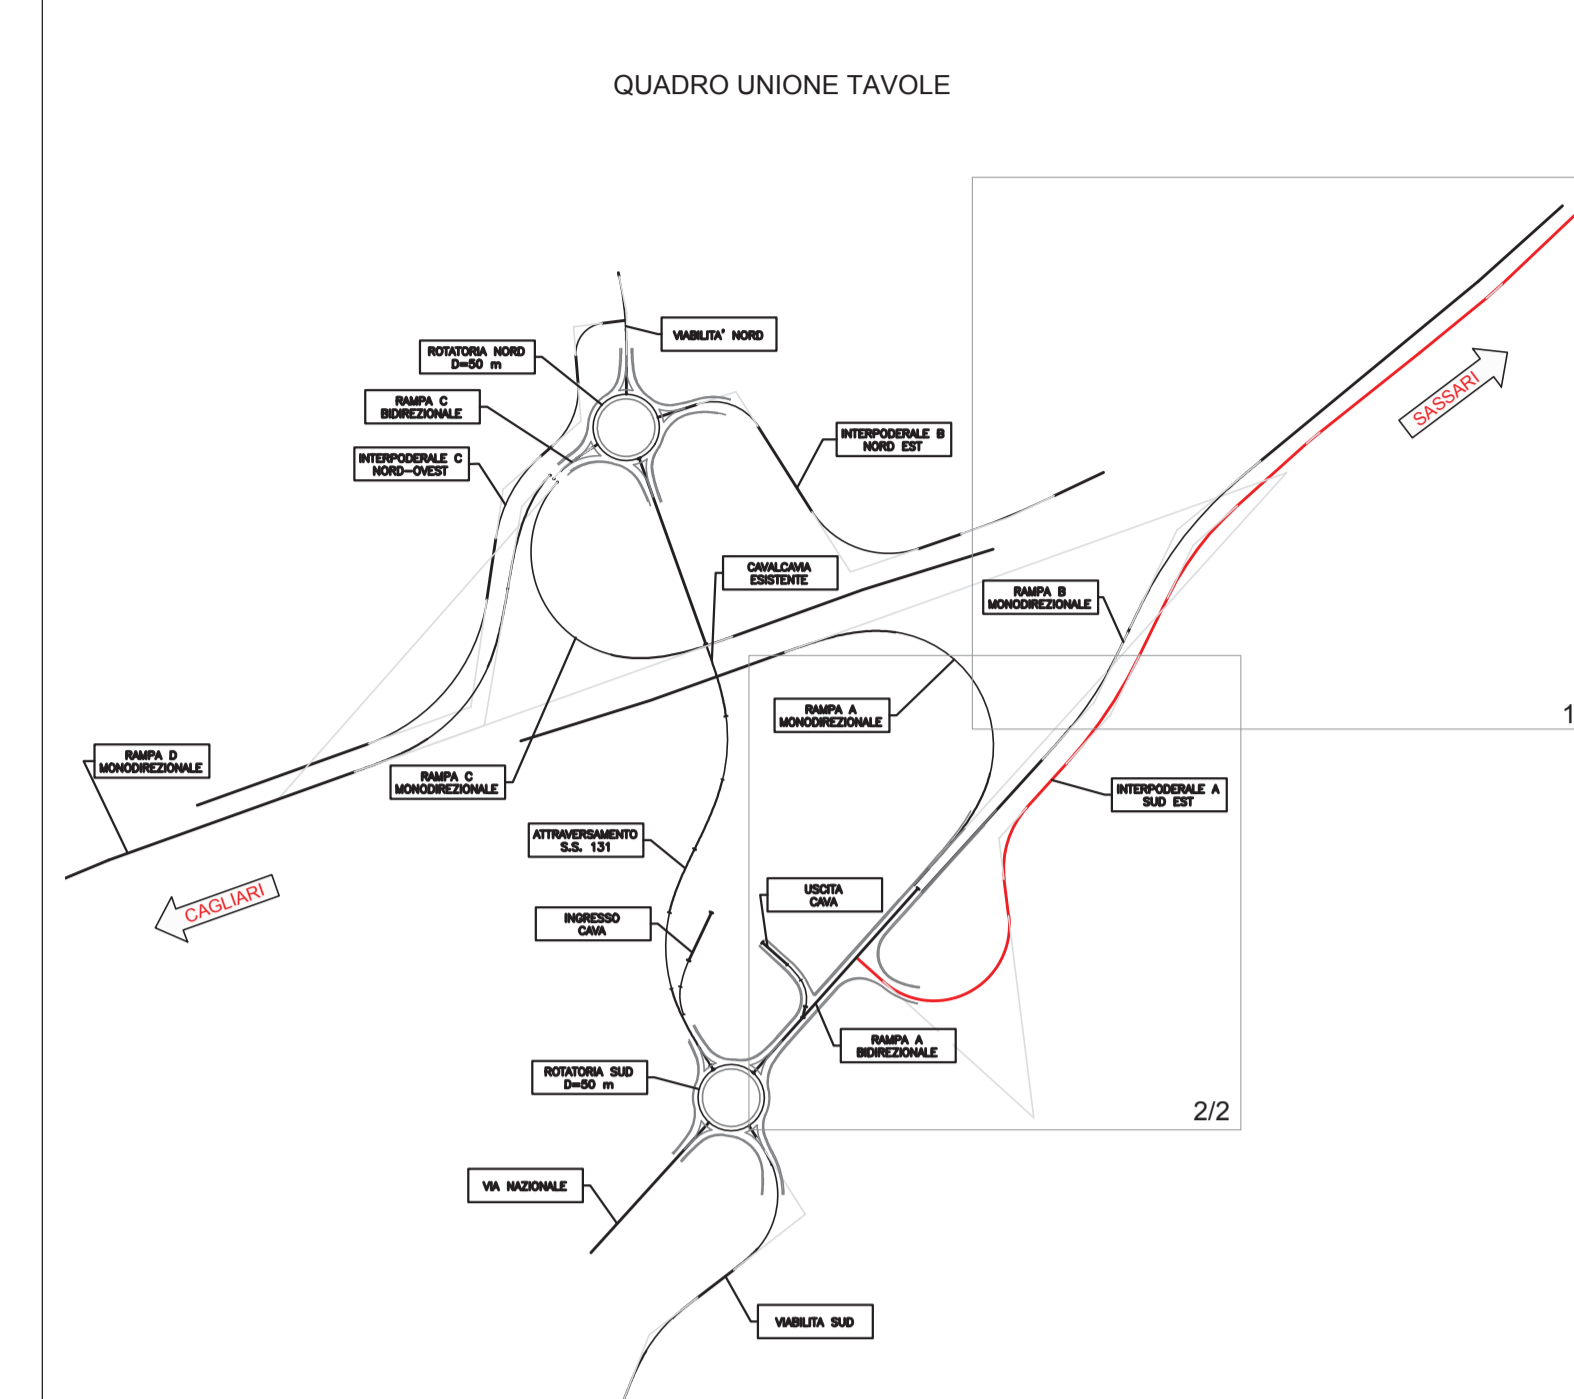 QUADRO UNIONE TAVOLE
VIABILITA' NORD
ROTATORIA NORD
D=50 m
RAMPA C
BIDIREZIONALE
INTERPODERALE C
NORD-OVEST
INTERPODERALE B
NORD EST
SASSARI
CAVALCAVIA
ESISTENTE
RAMPA B
MONODIREZIONALE
RAMPA A
MONODIREZIONALE
1
RAMPA D
MONODIREZIONALE
RAMPA C
MONODIREZIONALE
INTERPODERALE A
SUD EST
ATTRAVERSAMENTO
S.S. 131
CAGLIARI
USCITA
CAVA
INGRESSO
CAVA
RAMPA A
BIDIREZIONALE
ROTATORIA SUD
D=50 m
2/2
VIA NAZIONALE
VIABILITA SUD